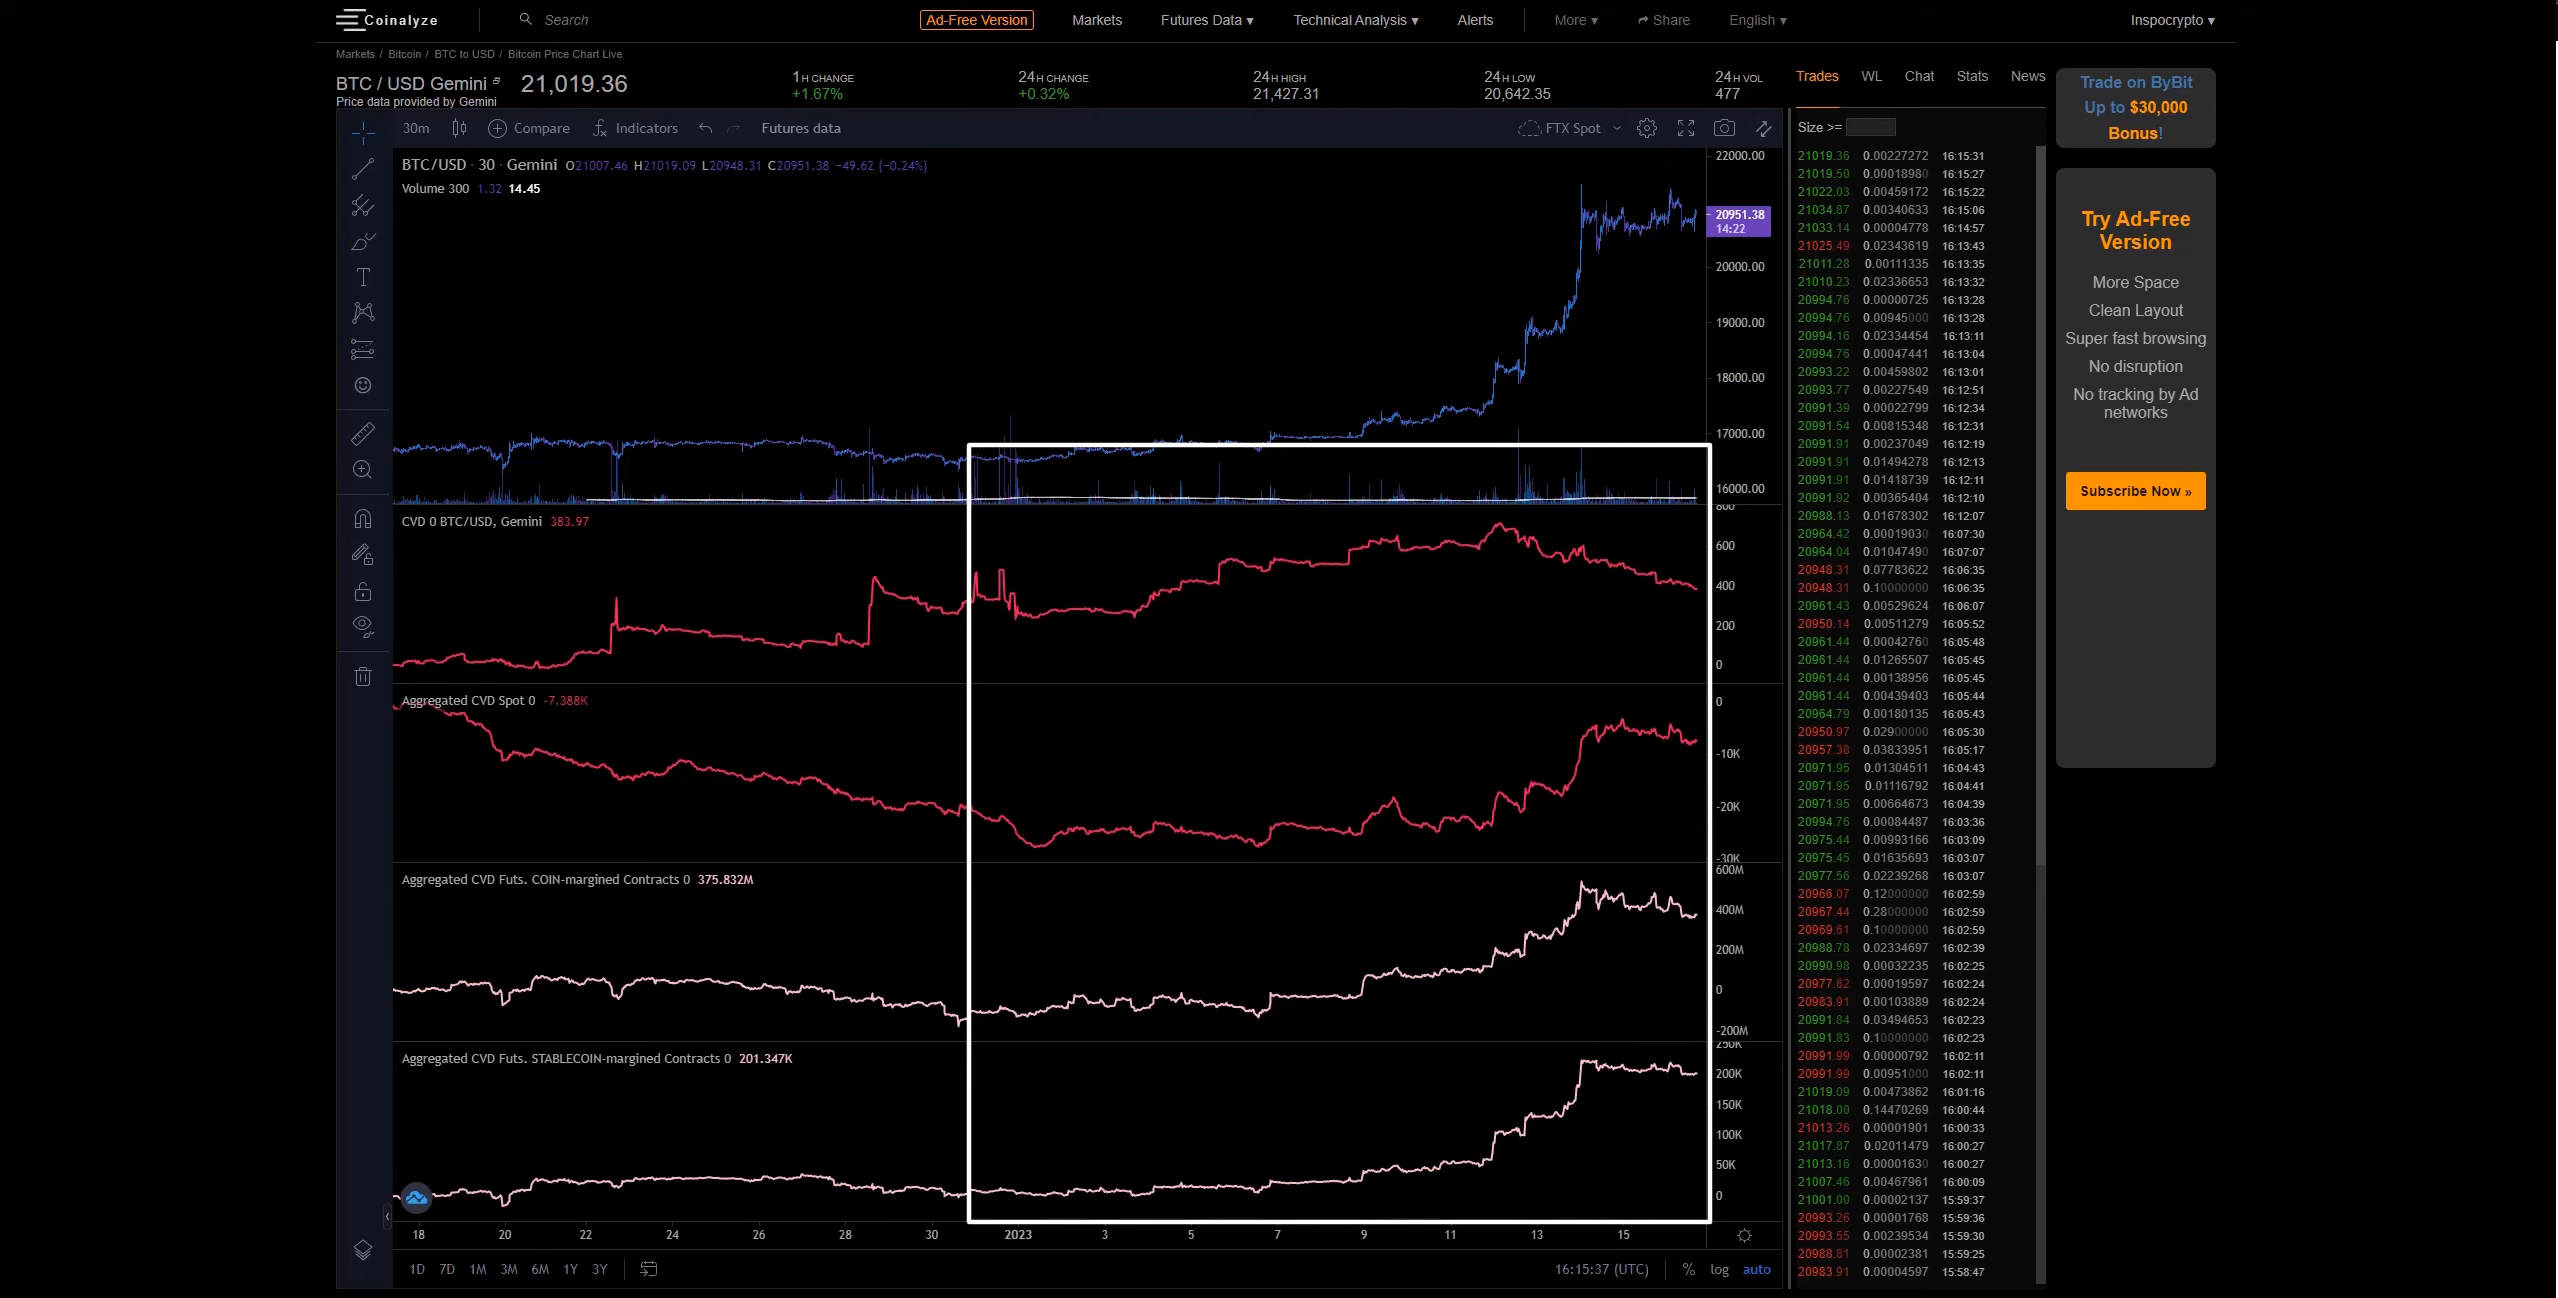 Coinalyze
Search
Ad-Free Version Markets Futures Data ▾ Technical Analysis ▾ Alerts More ▾ Share English ▾ Inspocrypto ▾
Markets / Bitcoin / BTC to USD / Bitcoin Price Chart Live
BTC / USD Gemini 21,019.36
Price data provided by Gemini
1H CHANGE
+1.67%
24H CHANGE
+0.32%
24H HIGH
21,427.31
24H LOW
20,642.35
24H VOL
477
30m Compare Indicators Futures data FTX Spot
BTC/USD · 30 · Gemini O21007.46 H21019.09 L20948.31 C20951.38 −49.62 (−0.24%)
Volume 300 1.32 14.45
22000.00
20951.38
14:22
20000.00
19000.00
18000.00
17000.00
16000.00
CVD 0 BTC/USD, Gemini 383.97
800
600
400
200
0
Aggregated CVD Spot 0 -7.388K
0
-10K
-20K
-30K
Aggregated CVD Futs. COIN-margined Contracts 0 375.832M
600M
400M
200M
0
-200M
Aggregated CVD Futs. STABLECOIN-margined Contracts 0 201.347K
250K
200K
150K
100K
50K
0
18 20 22 24 26 28 30 2023 3 5 7 9 11 13 15
1D 7D 1M 3M 6M 1Y 3Y 16:15:37 (UTC) % log auto
Trades WL Chat Stats News
Size >=
21019.36 0.00227272 16:15:31
21019.50 0.00018980 16:15:27
21022.03 0.00459172 16:15:22
21034.87 0.00340633 16:15:06
21033.14 0.00004778 16:14:57
21025.49 0.02343619 16:13:43
21011.28 0.00111335 16:13:35
21010.23 0.02336653 16:13:32
20994.76 0.00000725 16:13:28
20994.76 0.00945000 16:13:28
20994.16 0.02334454 16:13:11
20994.76 0.00047441 16:13:04
20993.22 0.00459802 16:13:01
20993.77 0.00227549 16:12:51
20991.39 0.00022799 16:12:34
20991.54 0.00815348 16:12:31
20991.91 0.00237049 16:12:19
20991.91 0.01494278 16:12:13
20991.91 0.01418739 16:12:11
20991.92 0.00365404 16:12:10
20988.13 0.01678302 16:12:07
20964.42 0.00019030 16:07:30
20964.04 0.01047490 16:07:07
20948.31 0.07783622 16:06:35
20948.31 0.10000000 16:06:35
20961.43 0.00529624 16:06:07
20950.14 0.00511279 16:05:52
20961.44 0.00042760 16:05:48
20961.44 0.01265507 16:05:45
20961.44 0.00138956 16:05:45
20961.44 0.00439403 16:05:44
20964.79 0.00180135 16:05:43
20950.97 0.02900000 16:05:30
20957.38 0.03833951 16:05:17
20971.95 0.01304511 16:04:43
20971.95 0.01116792 16:04:41
20971.95 0.00664673 16:04:39
20994.76 0.00084487 16:03:36
20975.44 0.00993166 16:03:09
20975.45 0.01635693 16:03:07
20977.56 0.02239268 16:03:07
20966.07 0.12000000 16:02:59
20967.44 0.28000000 16:02:59
20969.61 0.10000000 16:02:59
20988.78 0.02334697 16:02:39
20990.98 0.00032235 16:02:25
20977.62 0.00019597 16:02:24
20983.91 0.00103889 16:02:24
20991.84 0.03494653 16:02:23
20991.83 0.10000000 16:02:23
20991.99 0.00000792 16:02:11
20991.99 0.00951000 16:02:11
21019.09 0.00473862 16:01:16
21018.00 0.14470269 16:00:44
21013.26 0.00001901 16:00:33
21017.87 0.02011479 16:00:27
21013.16 0.00001630 16:00:27
21007.46 0.00467961 16:00:09
21001.00 0.00002137 15:59:37
20993.26 0.00001768 15:59:36
20993.55 0.00239534 15:59:30
20988.81 0.00002381 15:59:25
20983.91 0.00004597 15:58:47
Trade on ByBit
Up to $30,000
Bonus!
Try Ad-Free
Version
More Space
Clean Layout
Super fast browsing
No disruption
No tracking by Ad
networks
Subscribe Now »